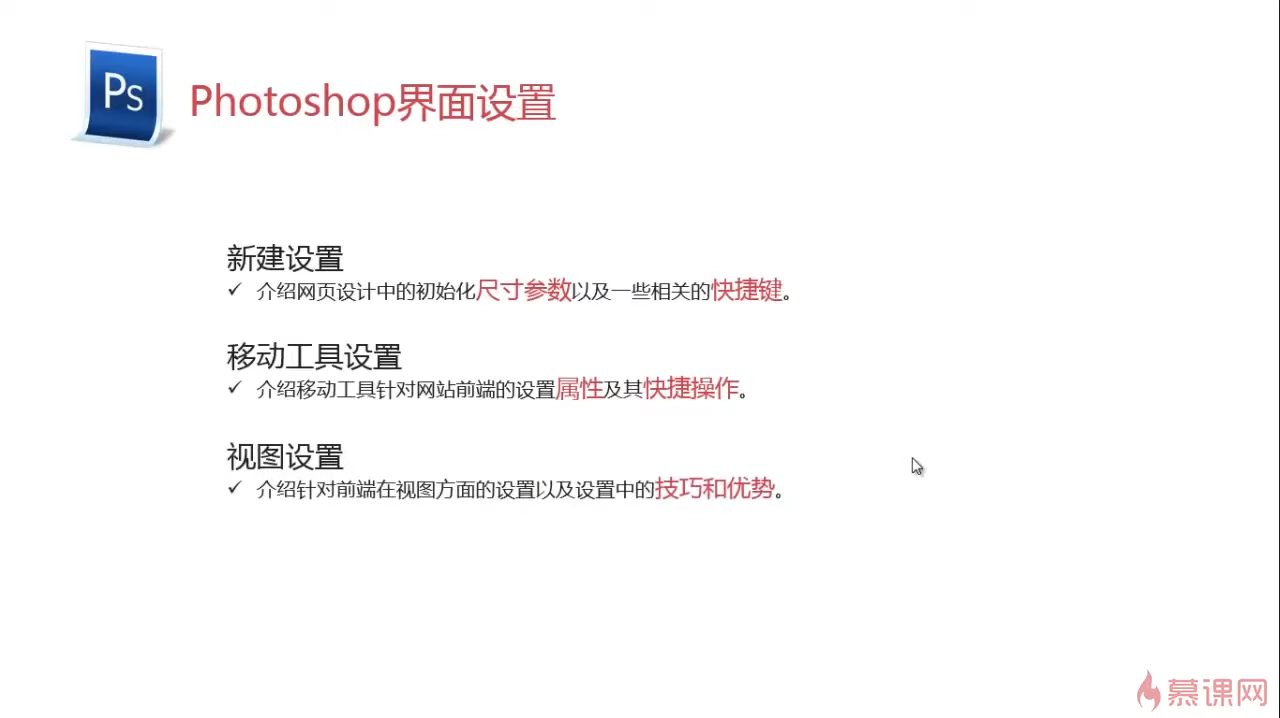 Ps
Photoshop界面设置
新建设置
✓ 介绍网页设计中的初始化尺寸参数以及一些相关的快捷键。
移动工具设置
✓ 介绍移动工具针对网站前端的设置属性及其快捷操作。
视图设置
✓ 介绍针对前端在视图方面的设置以及设置中的技巧和优势。
慕课网